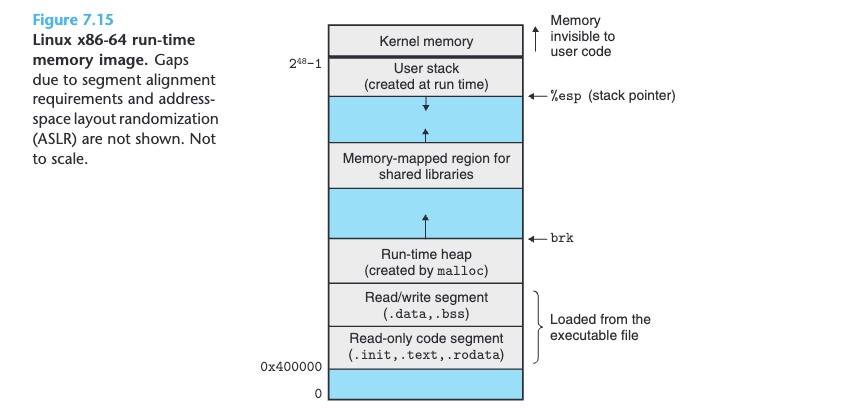 Figure 7.15
Linux x86-64 run-time
memory image. Gaps
due to segment alignment
requirements and address-
space layout randomization
(ASLR) are not shown. Not
to scale.
Kernel memory
Memory
invisible to
user code
2⁴⁸−1
User stack
(created at run time)
%esp (stack pointer)
Memory-mapped region for
shared libraries
brk
Run-time heap
(created by malloc)
Read/write segment
(.data,.bss)
Read-only code segment
(.init,.text,.rodata)
Loaded from the
executable file
0x400000
0